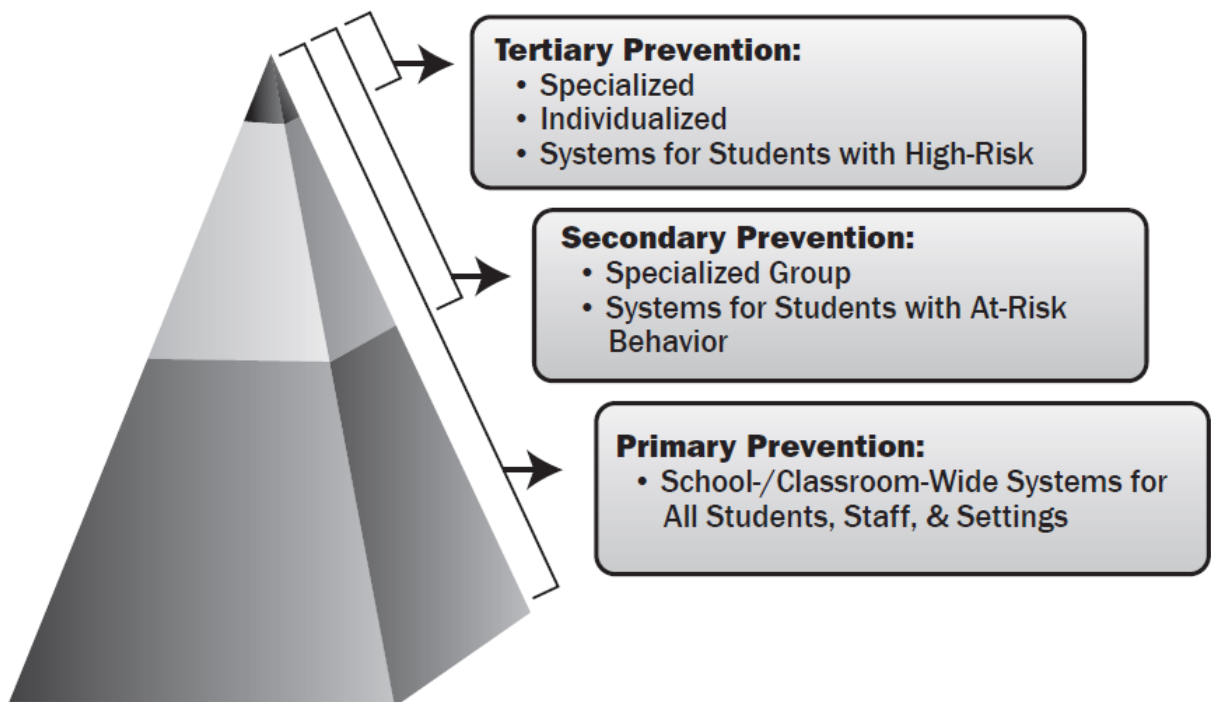 Tertiary Prevention:
• Specialized
• Individualized
• Systems for Students with High-Risk
Secondary Prevention:
• Specialized Group
• Systems for Students with At-Risk
Behavior
Primary Prevention:
• School-/Classroom-Wide Systems for
All Students, Staff, & Settings